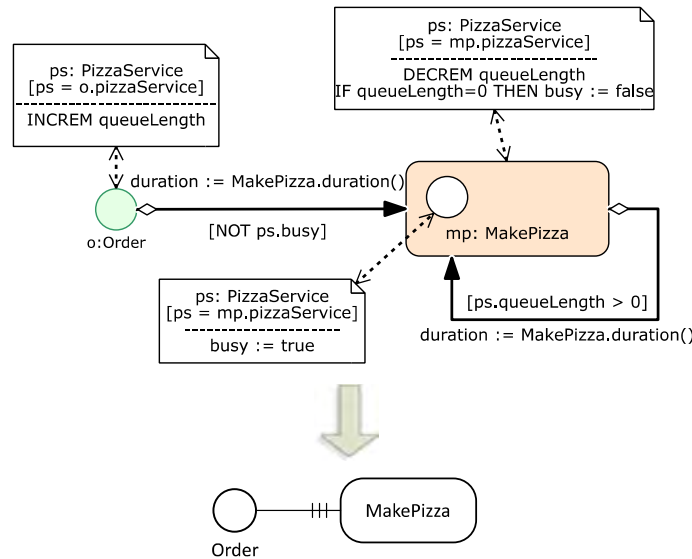 ps: PizzaService
[ps = o.pizzaService]
INCREM queueLength
ps: PizzaService
[ps = mp.pizzaService]
DECREM queueLength
IF queueLength=0 THEN busy := false
duration := MakePizza.duration()
[NOT ps.busy]
o:Order
mp: MakePizza
ps: PizzaService
[ps = mp.pizzaService]
busy := true
[ps.queueLength > 0]
duration := MakePizza.duration()
MakePizza
Order